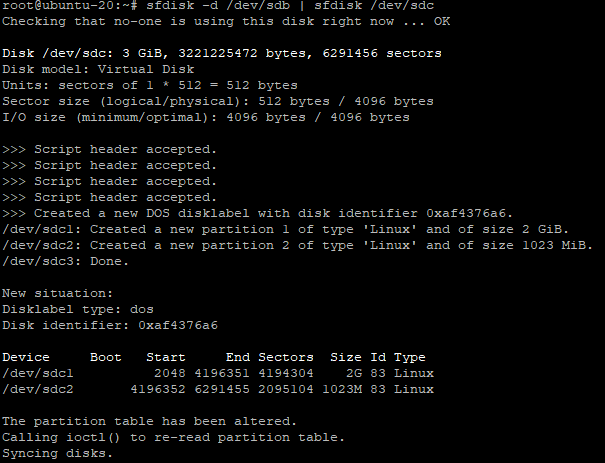 root@ubuntu-20:~# sfdisk -d /dev/sdb | sfdisk /dev/sdc
Checking that no-one is using this disk right now ... OK

Disk /dev/sdc: 3 GiB, 3221225472 bytes, 6291456 sectors
Disk model: Virtual Disk
Units: sectors of 1 * 512 = 512 bytes
Sector size (logical/physical): 512 bytes / 4096 bytes
I/O size (minimum/optimal): 4096 bytes / 4096 bytes

>>> Script header accepted.
>>> Script header accepted.
>>> Script header accepted.
>>> Script header accepted.
>>> Created a new DOS disklabel with disk identifier 0xaf4376a6.
/dev/sdc1: Created a new partition 1 of type 'Linux' and of size 2 GiB.
/dev/sdc2: Created a new partition 2 of type 'Linux' and of size 1023 MiB.
/dev/sdc3: Done.

New situation:
Disklabel type: dos
Disk identifier: 0xaf4376a6

Device     Boot   Start     End Sectors  Size Id Type
/dev/sdc1          2048 4196351 4194304    2G 83 Linux
/dev/sdc2       4196352 6291455 2095104 1023M 83 Linux

The partition table has been altered.
Calling ioctl() to re-read partition table.
Syncing disks.